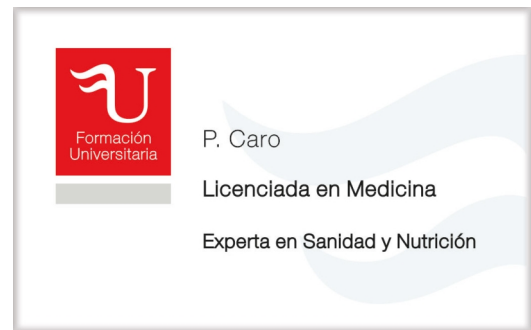 Formación
Universitaria
P. Caro
Licenciada en Medicina
Experta en Sanidad y Nutrición